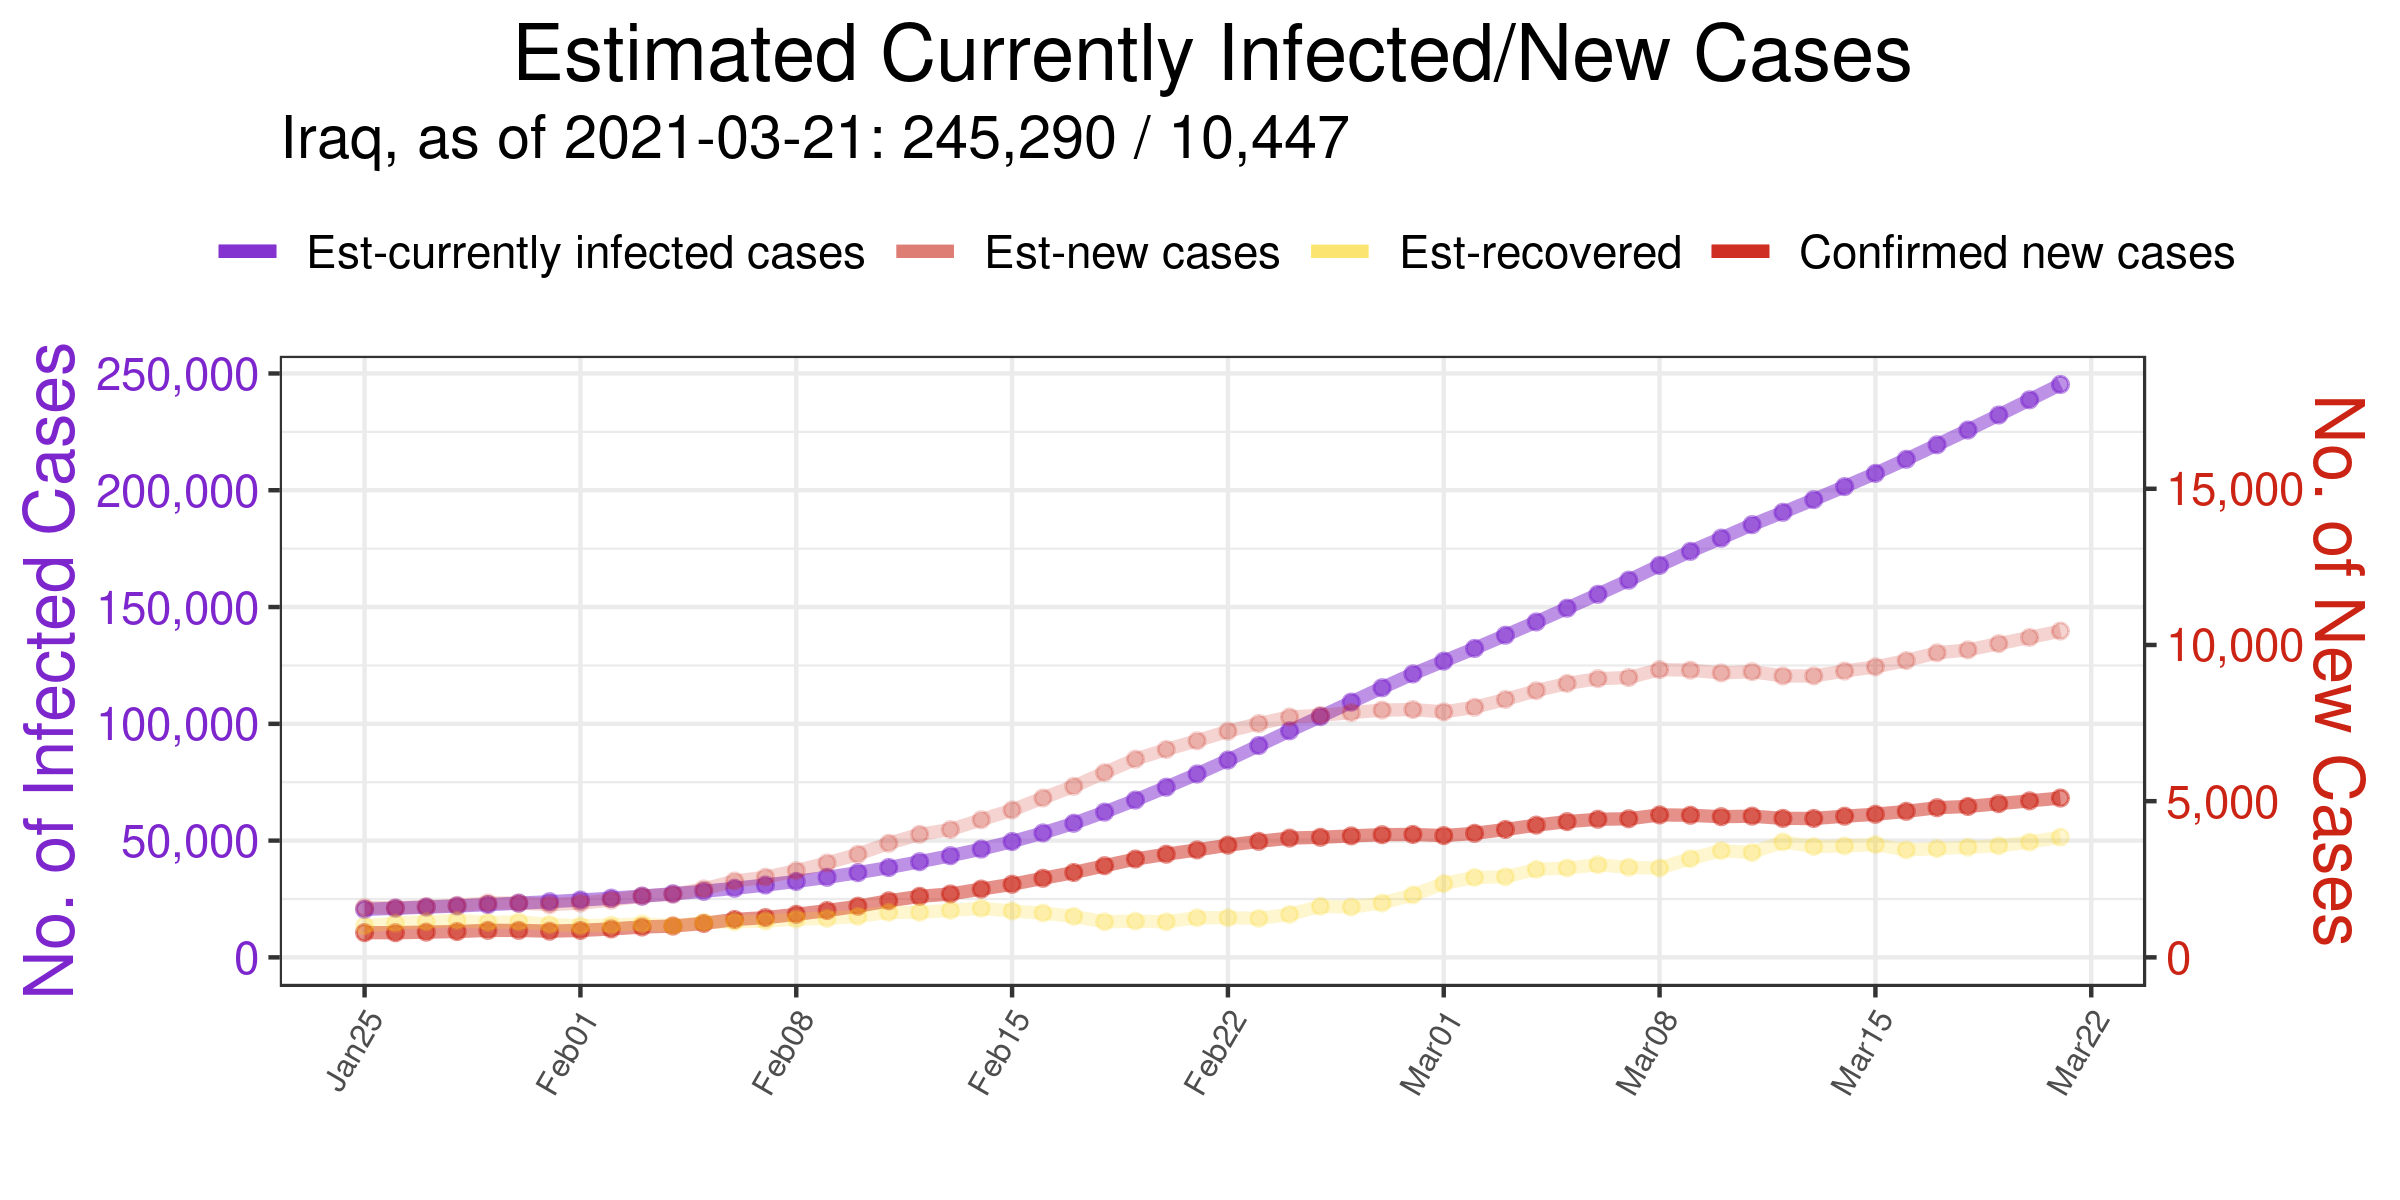 Estimated Currently Infected/New Cases
Iraq, as of 2021-03-21: 245,290 / 10,447
Est-currently infected cases Est-new cases Est-recovered Confirmed new cases
No. of Infected Cases
250,000
200,000
150,000
100,000
50,000
0
15,000
10,000
5,000
0
No. of New Cases
Jan25 Feb01 Feb08 Feb15 Feb22 Mar01 Mar08 Mar15 Mar22